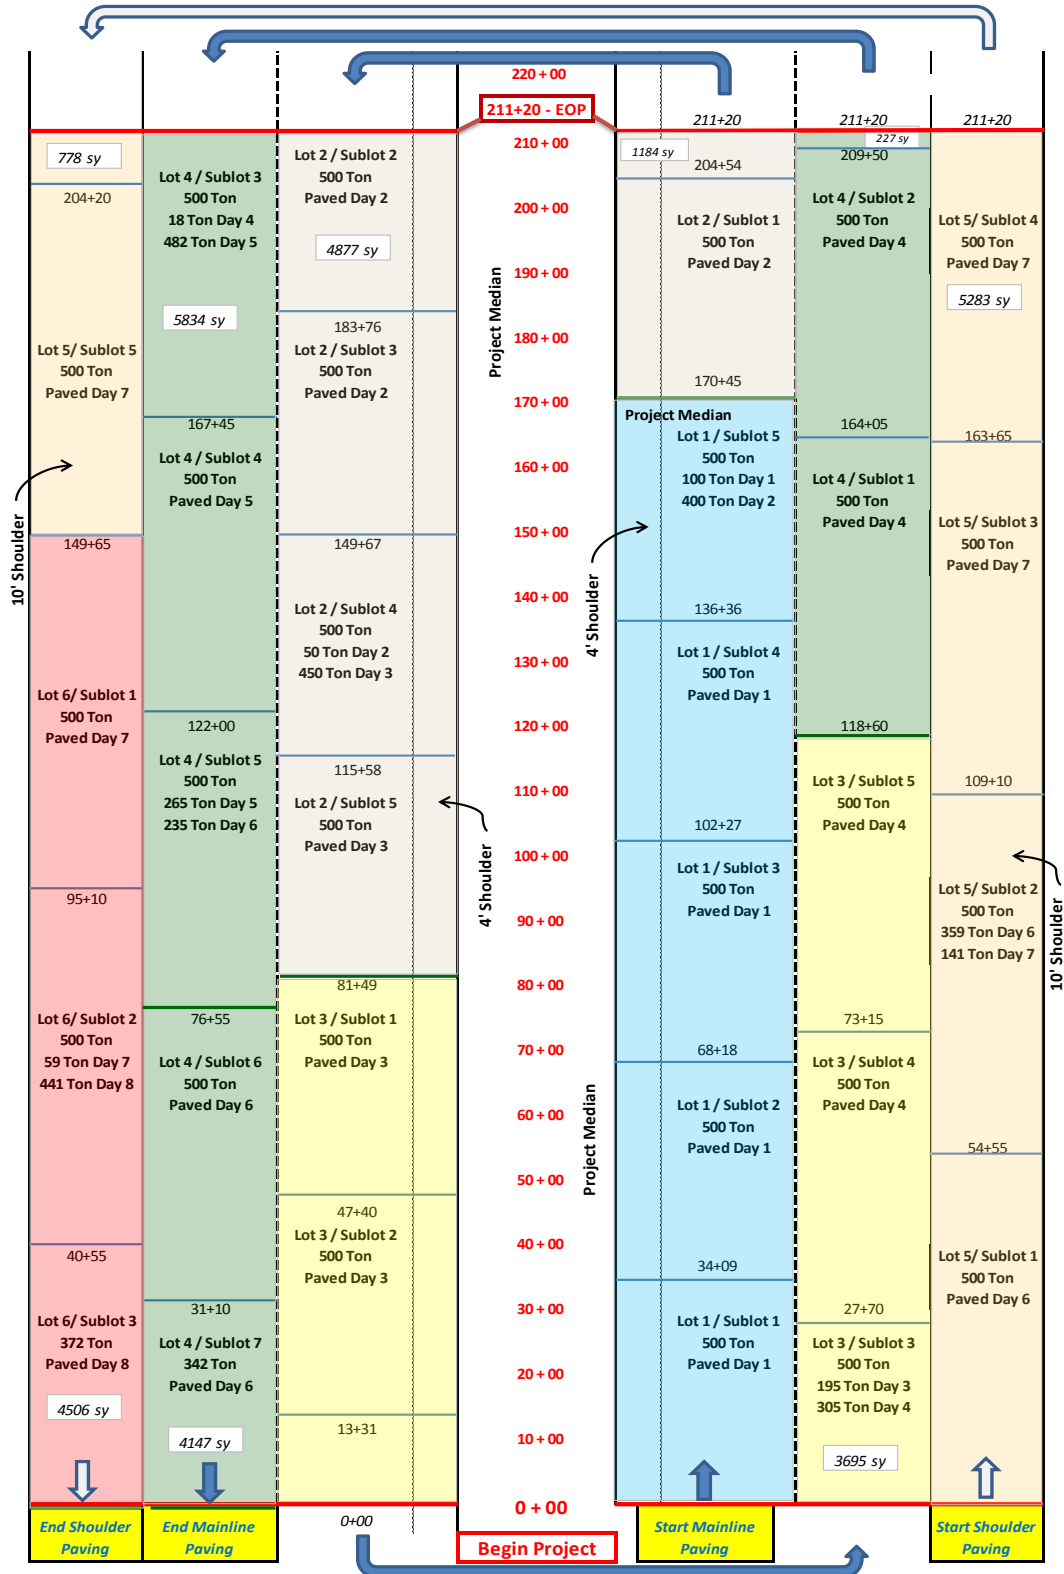 220 + 00
211+20 - EOP
211+20
211+20
211+20
210 + 00
200 + 00
190 + 00
180 + 00
170 + 00
160 + 00
150 + 00
140 + 00
130 + 00
120 + 00
110 + 00
100 + 00
90 + 00
80 + 00
70 + 00
60 + 00
50 + 00
40 + 00
30 + 00
20 + 00
10 + 00
0 + 00
Begin Project
Project Median
Project Median
778 sy
204+20
Lot 5/ Sublot 5
500 Ton
Paved Day 7
10' Shoulder
149+65
Lot 6/ Sublot 1
500 Ton
Paved Day 7
95+10
Lot 6/ Sublot 2
500 Ton
59 Ton Day 7
441 Ton Day 8
40+55
Lot 6/ Sublot 3
372 Ton
Paved Day 8
4506 sy
End Shoulder
Paving
Lot 4 / Sublot 3
500 Ton
18 Ton Day 4
482 Ton Day 5
5834 sy
167+45
Lot 4 / Sublot 4
500 Ton
Paved Day 5
122+00
Lot 4 / Sublot 5
500 Ton
265 Ton Day 5
235 Ton Day 6
76+55
Lot 4 / Sublot 6
500 Ton
Paved Day 6
31+10
Lot 4 / Sublot 7
342 Ton
Paved Day 6
4147 sy
End Mainline
Paving
Lot 2 / Sublot 2
500 Ton
Paved Day 2
4877 sy
183+76
Lot 2 / Sublot 3
500 Ton
Paved Day 2
149+67
Lot 2 / Sublot 4
500 Ton
50 Ton Day 2
450 Ton Day 3
115+58
Lot 2 / Sublot 5
500 Ton
Paved Day 3
4' Shoulder
81+49
Lot 3 / Sublot 1
500 Ton
Paved Day 3
47+40
Lot 3 / Sublot 2
500 Ton
Paved Day 3
13+31
0+00
1184 sy
204+54
Lot 2 / Sublot 1
500 Ton
Paved Day 2
170+45
Project Median
Lot 1 / Sublot 5
500 Ton
100 Ton Day 1
400 Ton Day 2
4' Shoulder
136+36
Lot 1 / Sublot 4
500 Ton
Paved Day 1
102+27
Lot 1 / Sublot 3
500 Ton
Paved Day 1
68+18
Lot 1 / Sublot 2
500 Ton
Paved Day 1
34+09
Lot 1 / Sublot 1
500 Ton
Paved Day 1
Start Mainline
Paving
227 sy
209+50
Lot 4 / Sublot 2
500 Ton
Paved Day 4
164+05
Lot 4 / Sublot 1
500 Ton
Paved Day 4
118+60
Lot 3 / Sublot 5
500 Ton
Paved Day 4
73+15
Lot 3 / Sublot 4
500 Ton
Paved Day 4
27+70
Lot 3 / Sublot 3
500 Ton
195 Ton Day 3
305 Ton Day 4
3695 sy
Lot 5/ Sublot 4
500 Ton
Paved Day 7
5283 sy
163+65
Lot 5/ Sublot 3
500 Ton
Paved Day 7
109+10
Lot 5/ Sublot 2
500 Ton
359 Ton Day 6
141 Ton Day 7
10' Shoulder
54+55
Lot 5/ Sublot 1
500 Ton
Paved Day 6
Start Shoulder
Paving